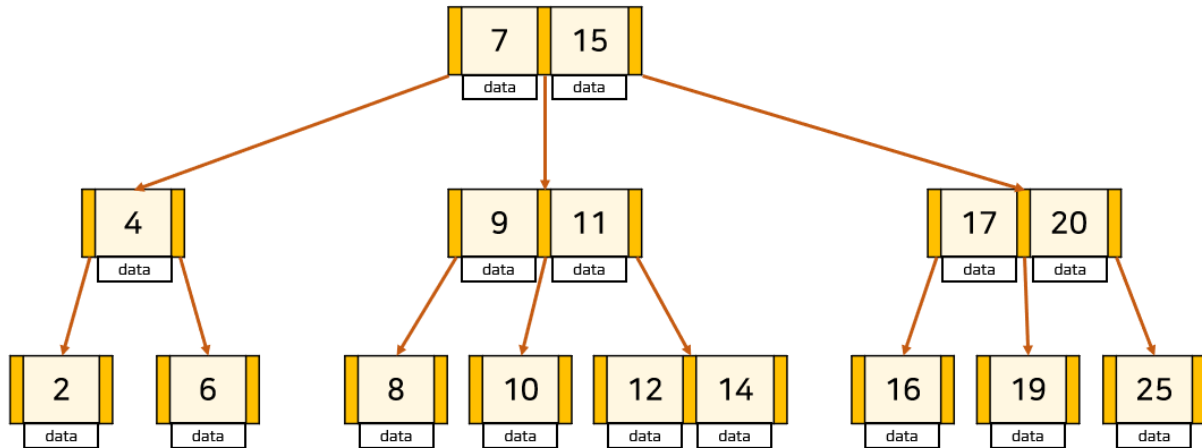 7 15
data data
4 9 11 17 20
data data data data data
2 6 8 10 12 14 16 19 25
data data data data data data data data data